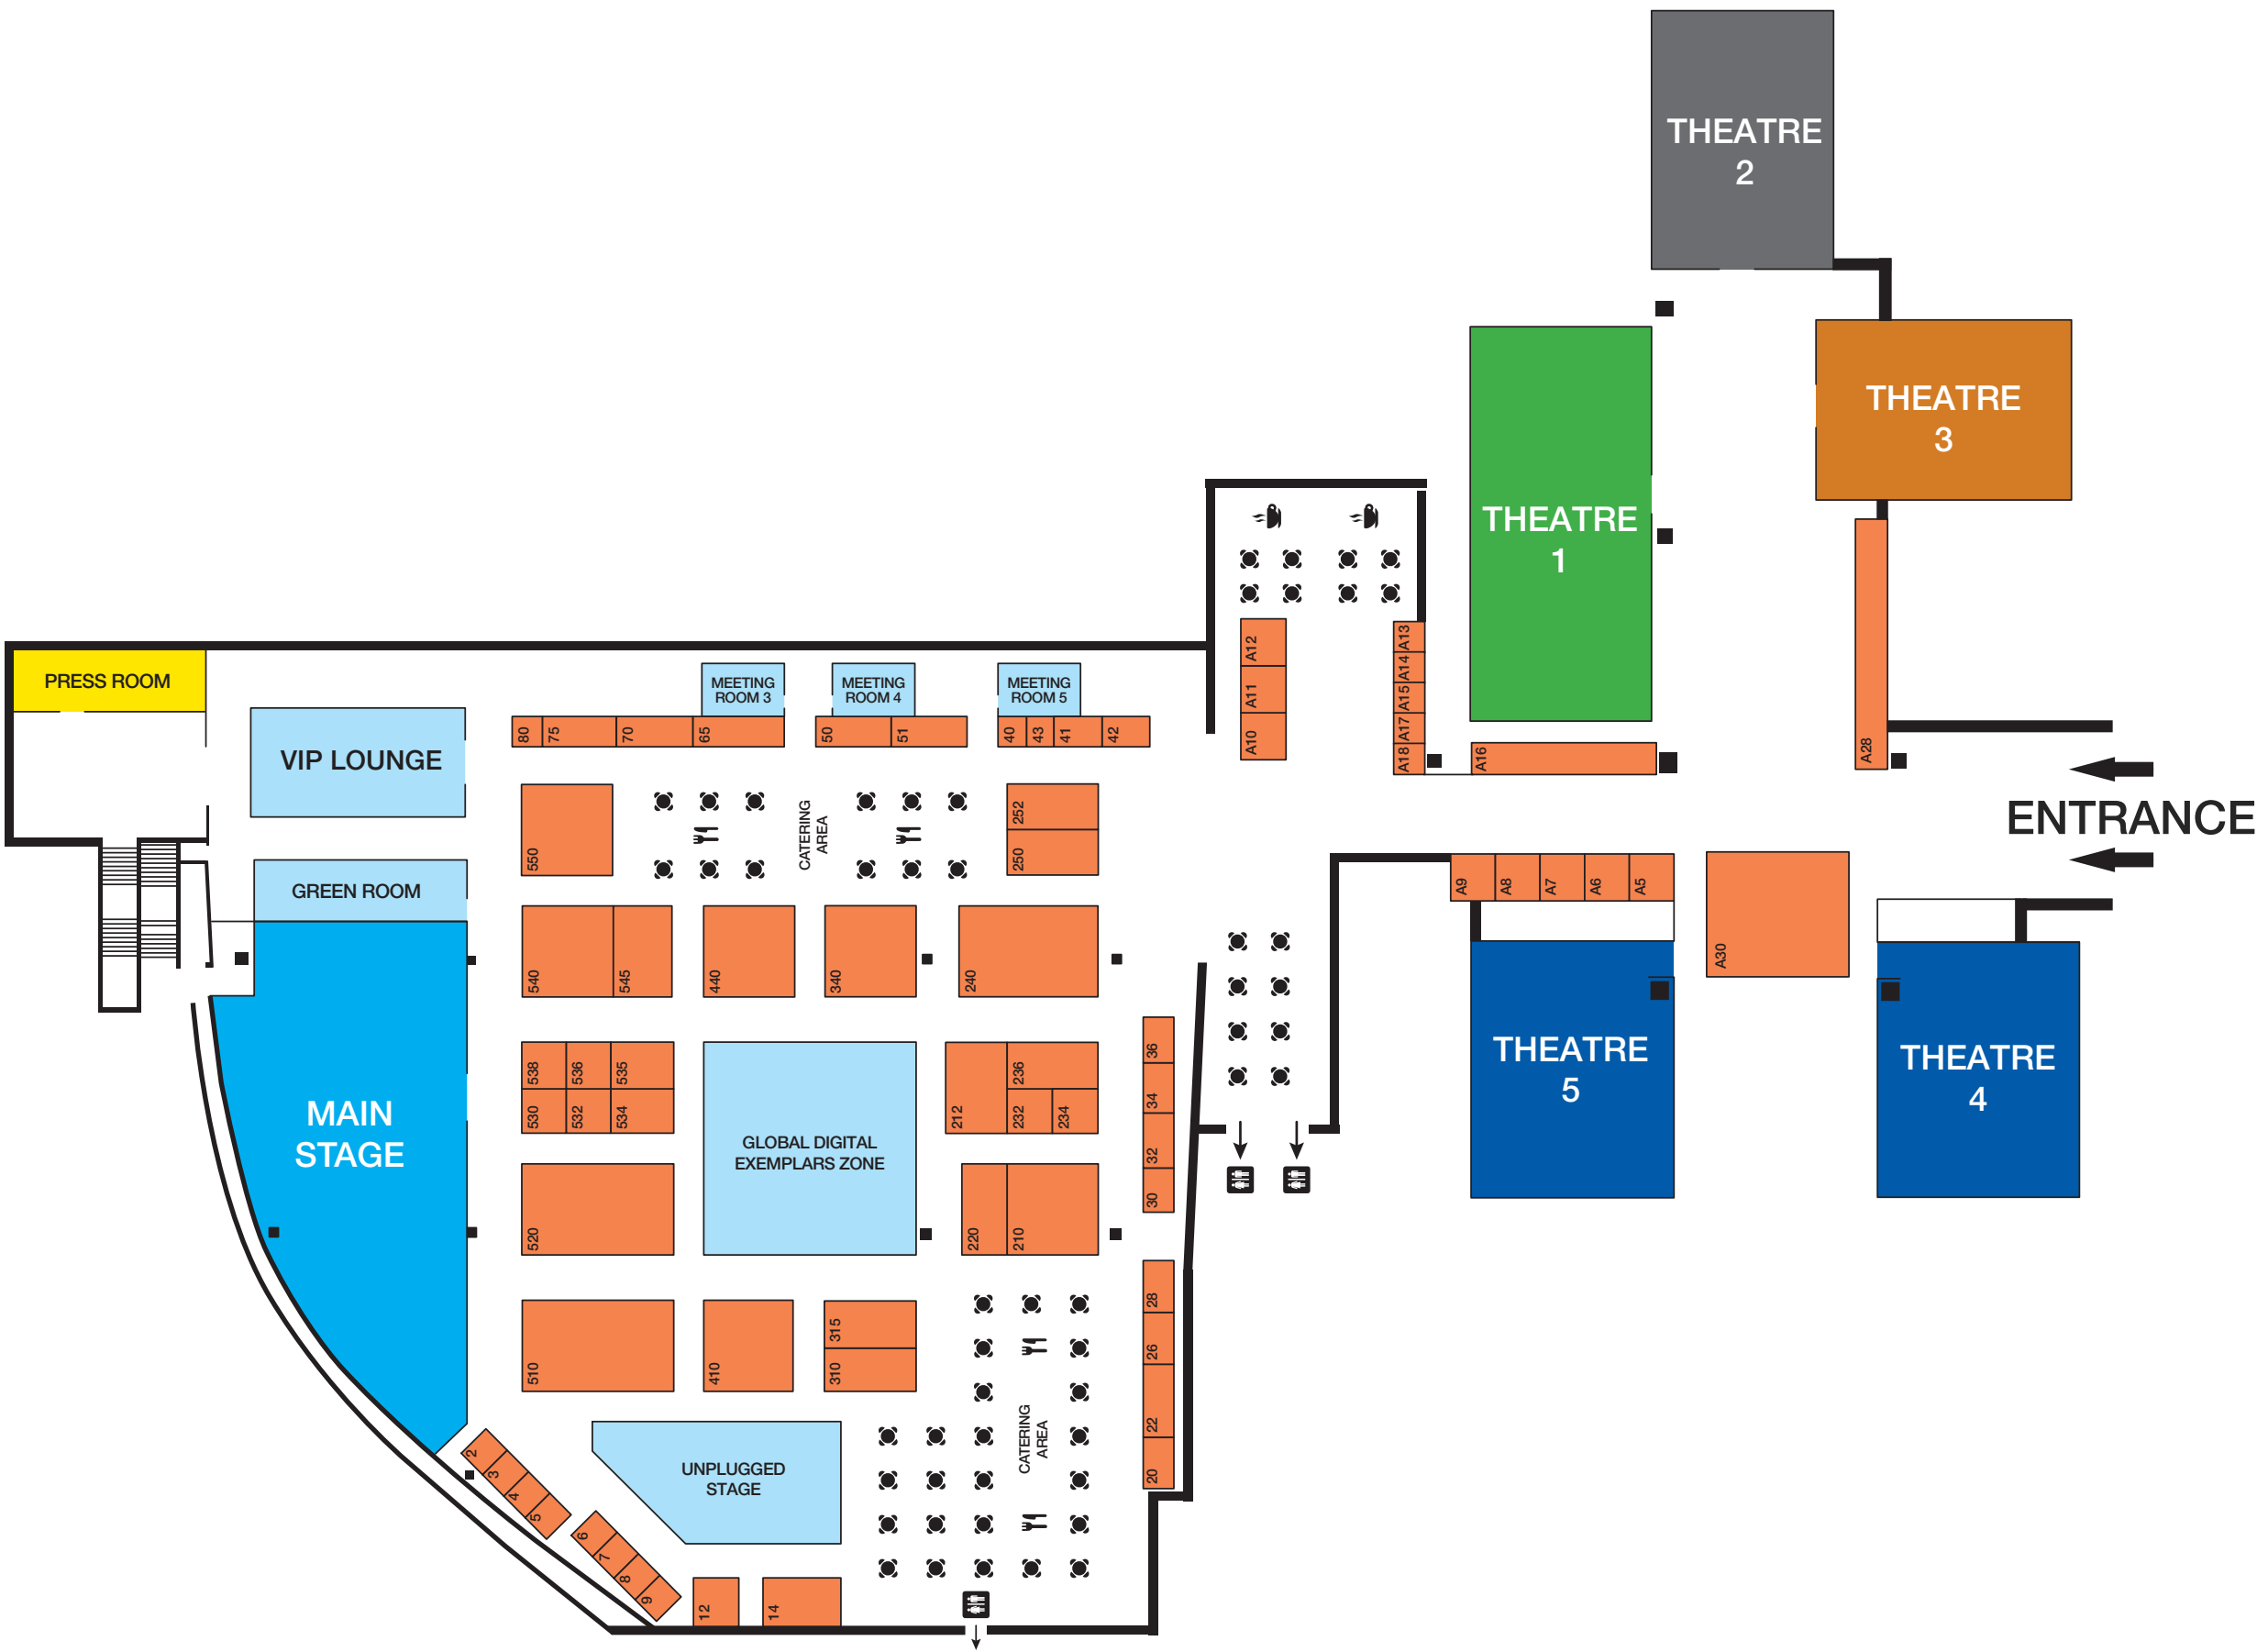 THEATRE
2
THEATRE
3
THEATRE
1
A12
A11
A10
A13
A14
A15
A17
A18
A16
A28
ENTRANCE
PRESS ROOM
VIP LOUNGE
GREEN ROOM
MAIN
STAGE
MEETING
ROOM 3
MEETING
ROOM 4
MEETING
ROOM 5
80
75
70
65
50
51
40
43
41
42
550
CATERING
AREA
252
250
540
545
440
340
240
A9
A8
A7
A6
A5
A30
THEATRE
5
THEATRE
4
538
536
535
530
532
534
GLOBAL DIGITAL
EXEMPLARS ZONE
212
236
232
234
36
34
32
30
520
220
210
510
410
315
310
28
26
22
20
CATERING
AREA
UNPLUGGED
STAGE
2
3
4
5
6
7
8
9
12
14